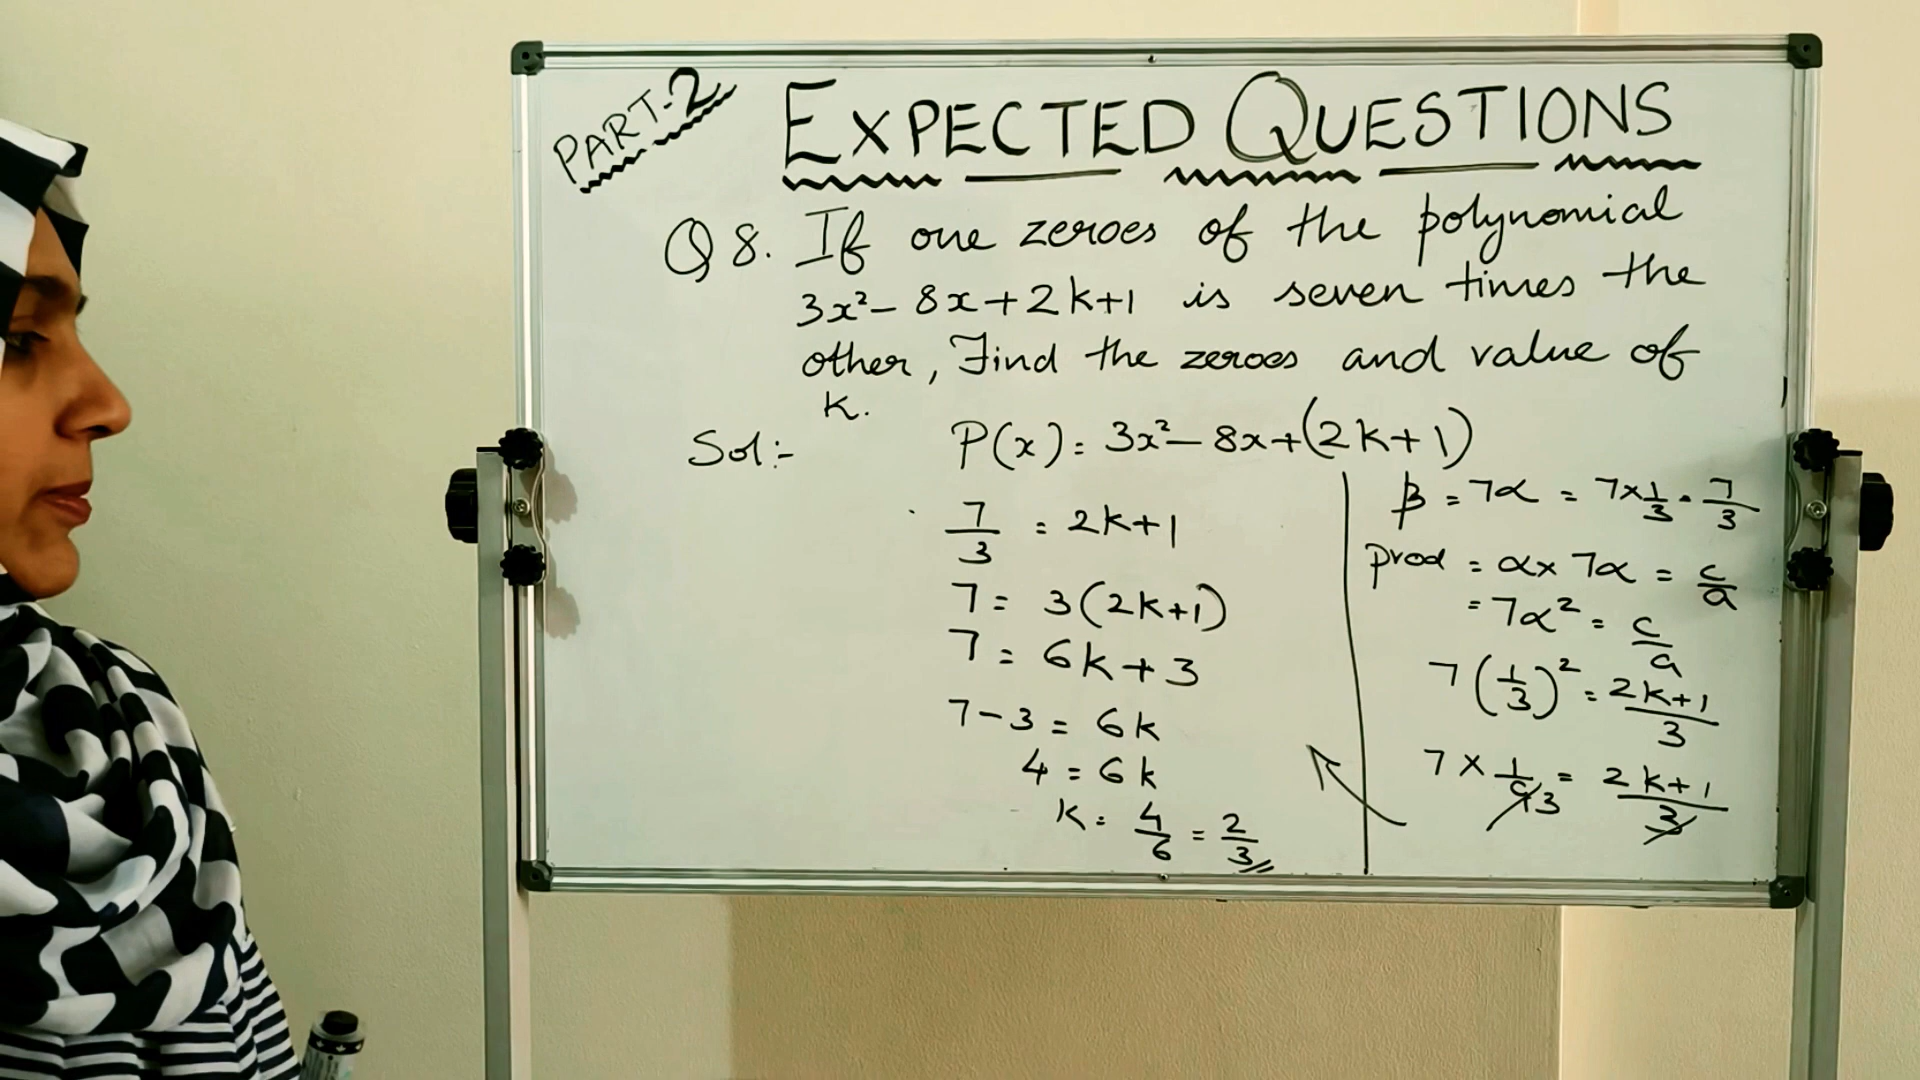 PART-2
EXPECTED QUESTIONS
Q 8. If one zeroes of the polynomial
3x²- 8x+2k+1 is seven times the
other, Find the zeroes and value of
k.
Sol:- P(x) = 3x²- 8x+(2k+1)
7/3 = 2k+1
7 = 3(2k+1)
7 = 6k+3
7-3 = 6k
4 = 6k
k = 4/6 = 2/3
β = 7α = 7×1/3 = 7/3
prod = α× 7α = c/a
= 7α² = c/a
7(1/3)² = 2k+1/3
7 × 1/9 3 = 2k+1/3